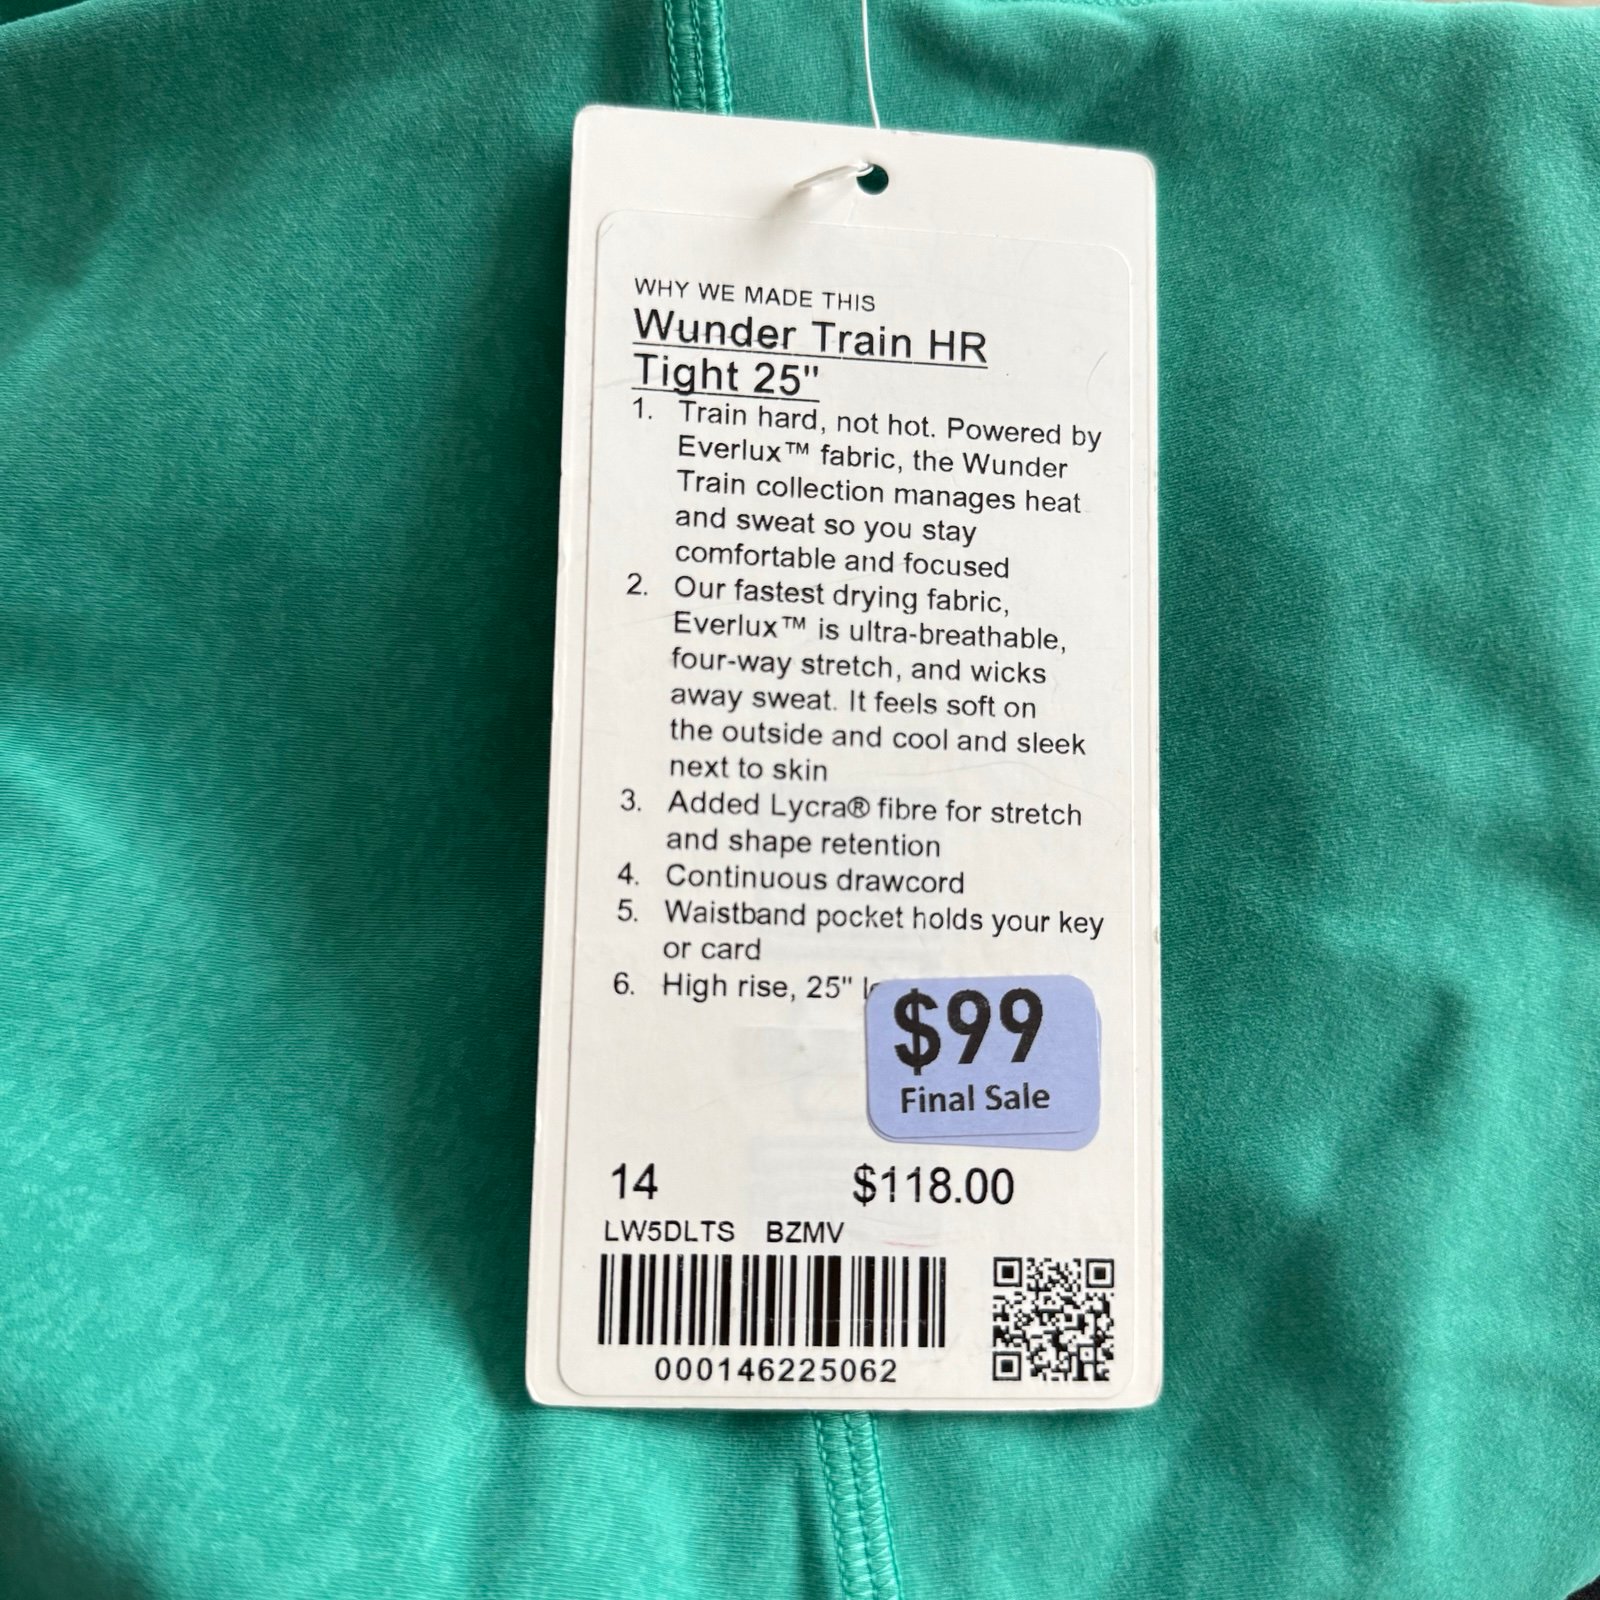 WHY WE MADE THIS
Wunder Train HR
Tight 25"
1. Train hard, not hot. Powered by
Everlux™ fabric, the Wunder
Train collection manages heat
and sweat so you stay
comfortable and focused
2. Our fastest drying fabric,
Everlux™ is ultra-breathable,
four-way stretch, and wicks
away sweat. It feels soft on
the outside and cool and sleek
next to skin
3. Added Lycra® fibre for stretch
and shape retention
4. Continuous drawcord
5. Waistband pocket holds your key
or card
6. High rise, 25"
$99
Final Sale
14 $118.00
LW5DLTS BZMV
000146225062